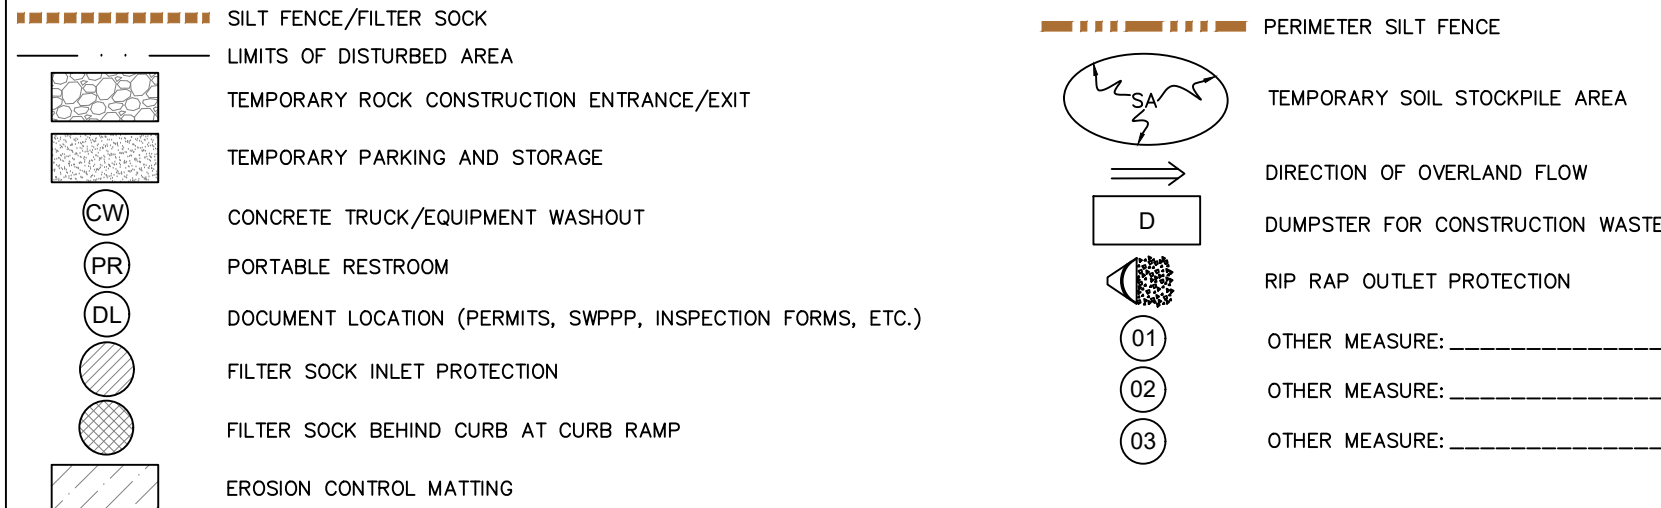 SILT FENCE/FILTER SOCK
LIMITS OF DISTURBED AREA
TEMPORARY ROCK CONSTRUCTION ENTRANCE/EXIT
TEMPORARY PARKING AND STORAGE
CW CONCRETE TRUCK/EQUIPMENT WASHOUT
PR PORTABLE RESTROOM
DL DOCUMENT LOCATION (PERMITS, SWPPP, INSPECTION FORMS, ETC.)
FILTER SOCK INLET PROTECTION
FILTER SOCK BEHIND CURB AT CURB RAMP
EROSION CONTROL MATTING
PERIMETER SILT FENCE
SA TEMPORARY SOIL STOCKPILE AREA
DIRECTION OF OVERLAND FLOW
D DUMPSTER FOR CONSTRUCTION WASTE
RIP RAP OUTLET PROTECTION
01 OTHER MEASURE: ______________
02 OTHER MEASURE: ______________
03 OTHER MEASURE: ______________